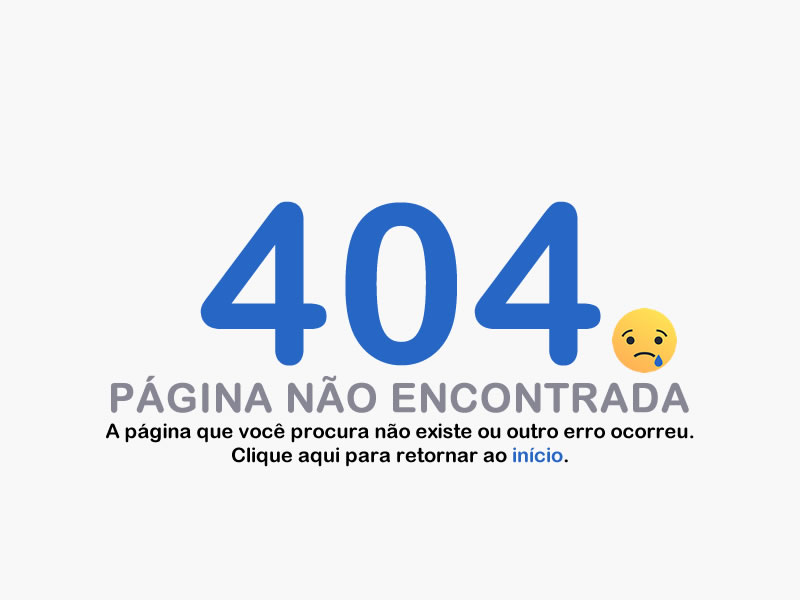 404
PÁGINA NÃO ENCONTRADA
A página que você procura não existe ou outro erro ocorreu.
Clique aqui para retornar ao início.